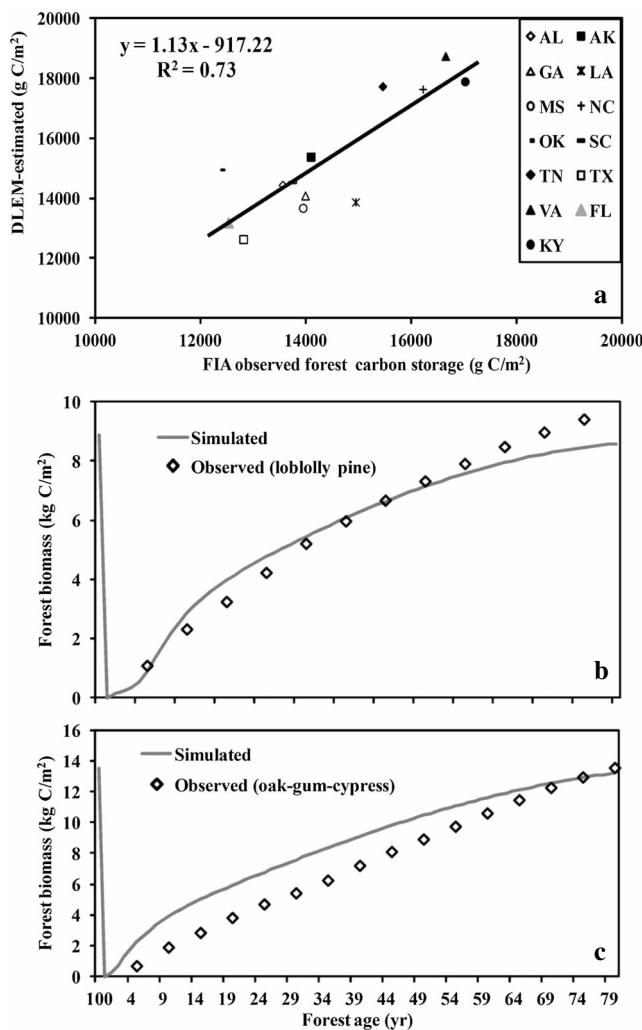 y = 1.13x - 917.22
R² = 0.73
DLEM-estimated (g C/m²)
20000
18000
16000
14000
12000
10000
AL AK
GA LA
MS NC
OK SC
TN TX
VA FL
KY
a
10000 12000 14000 16000 18000 20000
FIA observed forest carbon storage (g C/m²)
Forest biomass (kg C/m²)
10
8
6
4
2
0
Simulated
Observed (loblolly pine)
b
Forest biomass (kg C/m²)
16
14
12
10
8
6
4
2
0
Simulated
Observed (oak-gum-cypress)
c
100 4 9 14 19 24 29 34 39 44 49 54 59 64 69 74 79
Forest age (yr)